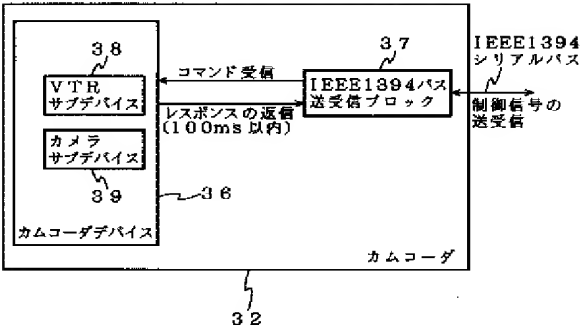 38
VTR
サブデバイス
カメラ
サブデバイス
39
カムコーダデバイス
36
コマンド受信
レスポンスの返信
(100ms以内)
37
IEEE1394バス
送受信ブロック
IEEE1394
シリアルバス
制御信号の
送受信
カムコーダ
32